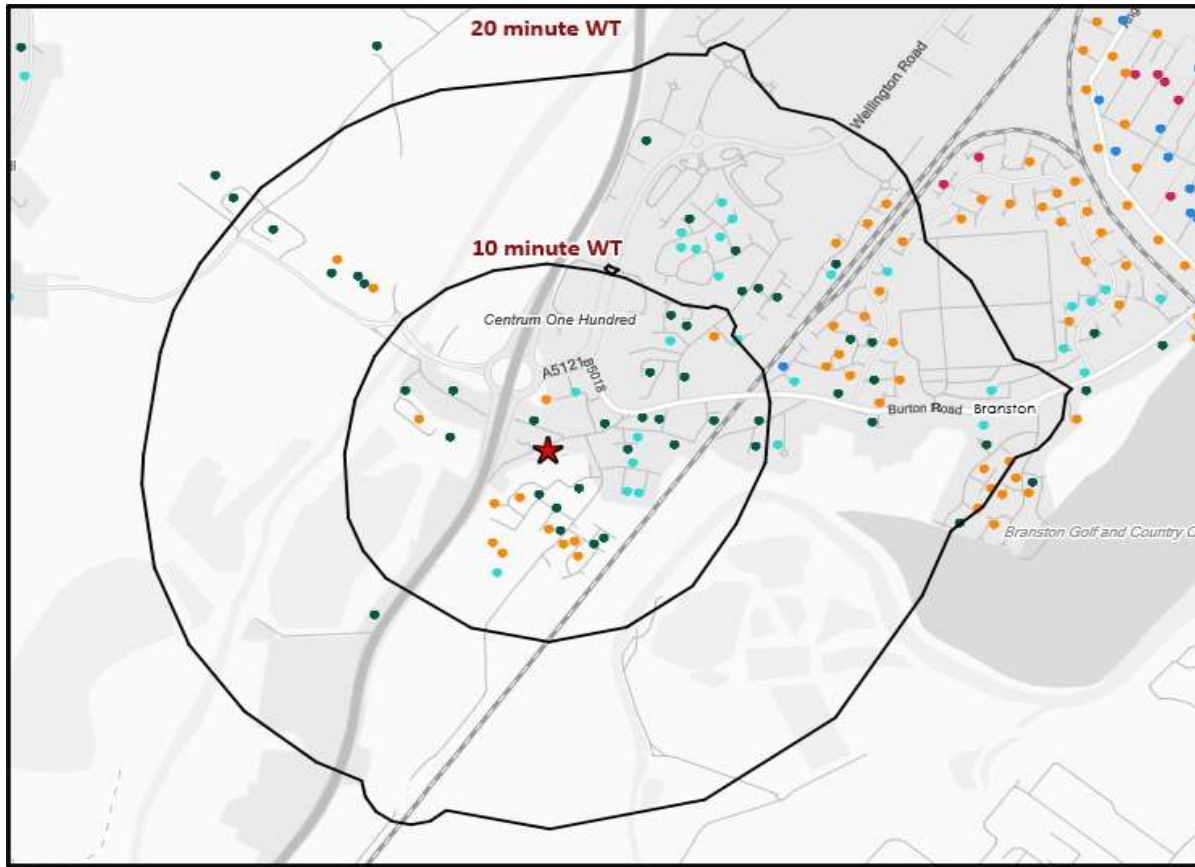 20 minute WT
Wellington Road
10 minute WT
Centrum One Hundred
A5121
B5018
Burton Road
Branston
Branston Golf and Country C